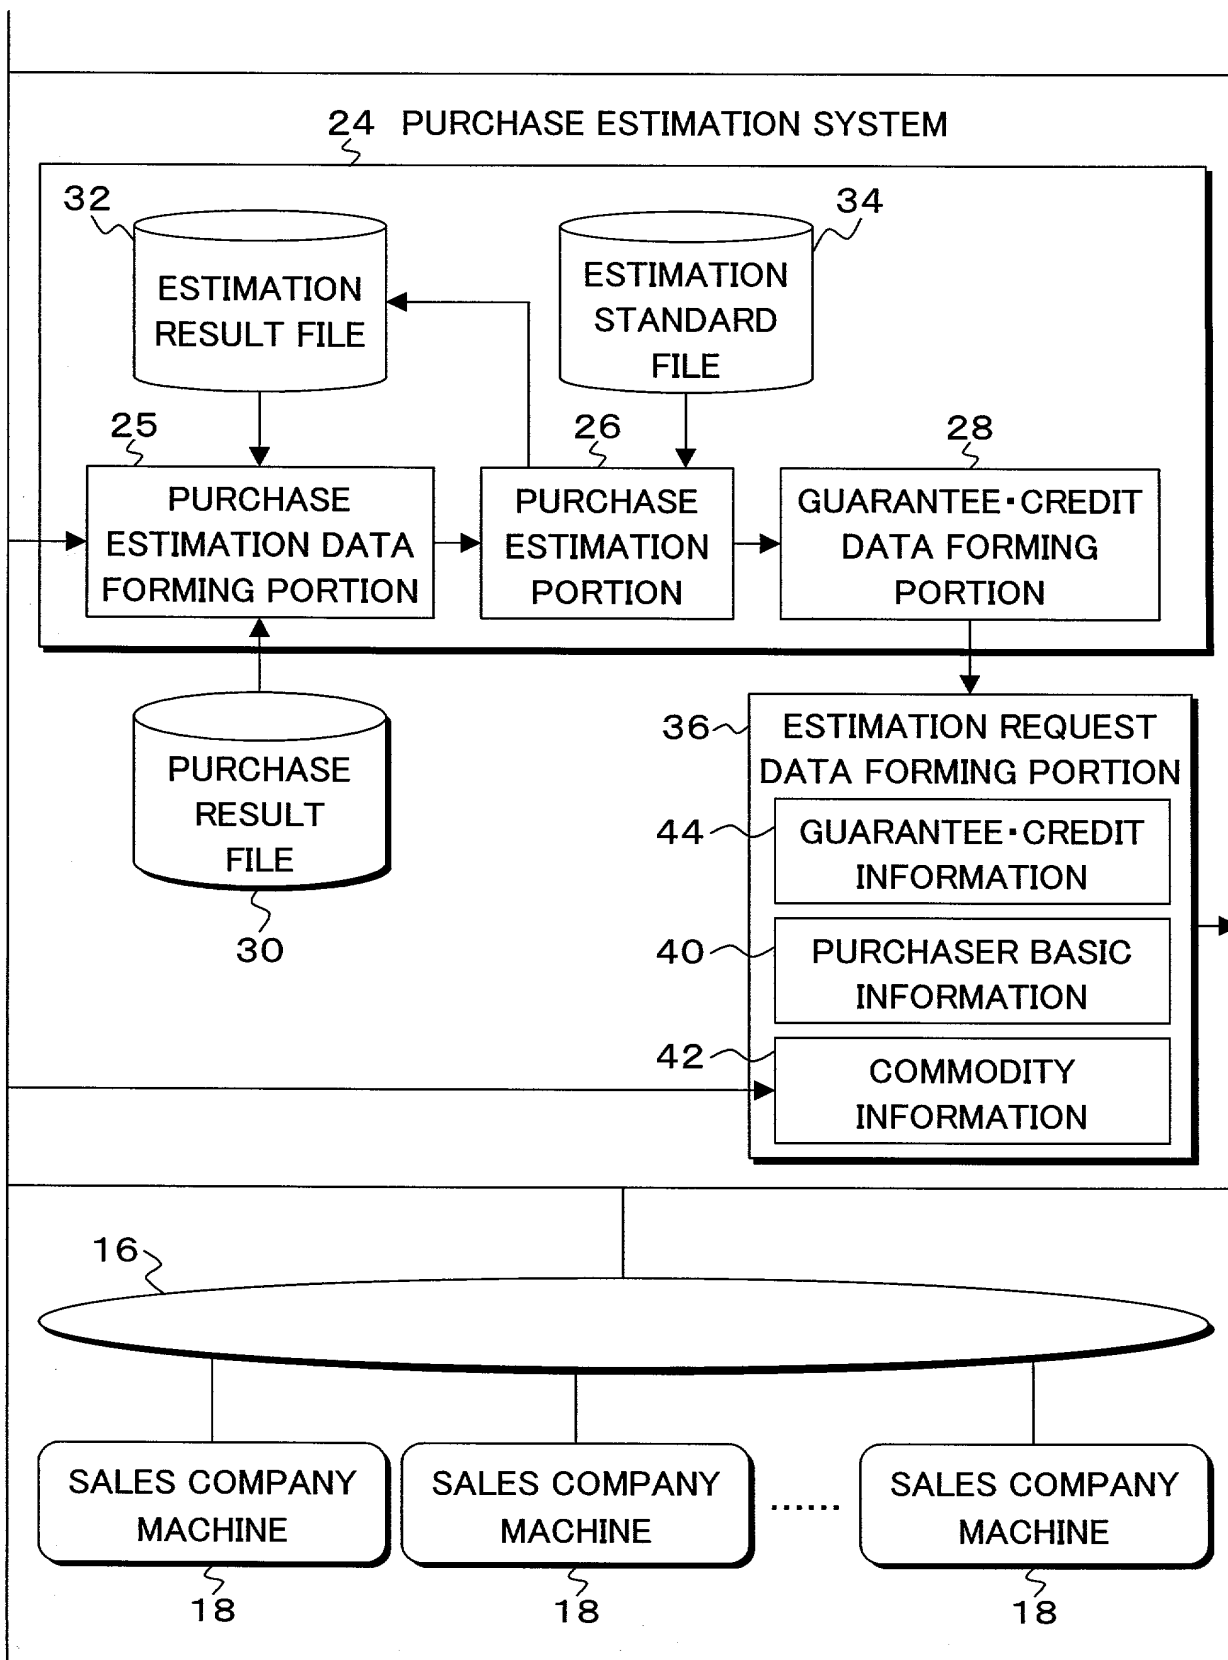 24 PURCHASE ESTIMATION SYSTEM
32
34
ESTIMATION
RESULT FILE
ESTIMATION
STANDARD
FILE
25
26
28
PURCHASE
ESTIMATION DATA
FORMING PORTION
PURCHASE
ESTIMATION
PORTION
GUARANTEE・CREDIT
DATA FORMING
PORTION
PURCHASE
RESULT
FILE
30
36
ESTIMATION REQUEST
DATA FORMING PORTION
44
GUARANTEE・CREDIT
INFORMATION
40
PURCHASER BASIC
INFORMATION
42
COMMODITY
INFORMATION
16
SALES COMPANY
MACHINE
SALES COMPANY
MACHINE
......
SALES COMPANY
MACHINE
18
18
18